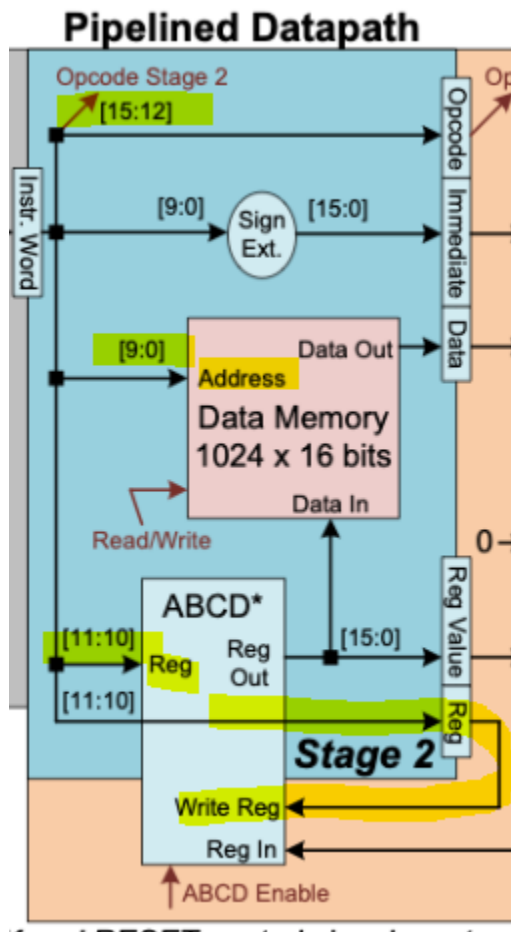 Pipelined Datapath
Opcode Stage 2
Op
[15:12]
Opcode
Instr. Word
[9:0]
Sign
Ext.
[15:0]
Immediate
[9:0]
Address
Data Out
Data
Data Memory
1024 x 16 bits
Data In
Read/Write
0
ABCD*
[11:10]
Reg
Reg
Out
[15:0]
Reg Value
[11:10]
Reg
Stage 2
Write Reg
Reg In
ABCD Enable